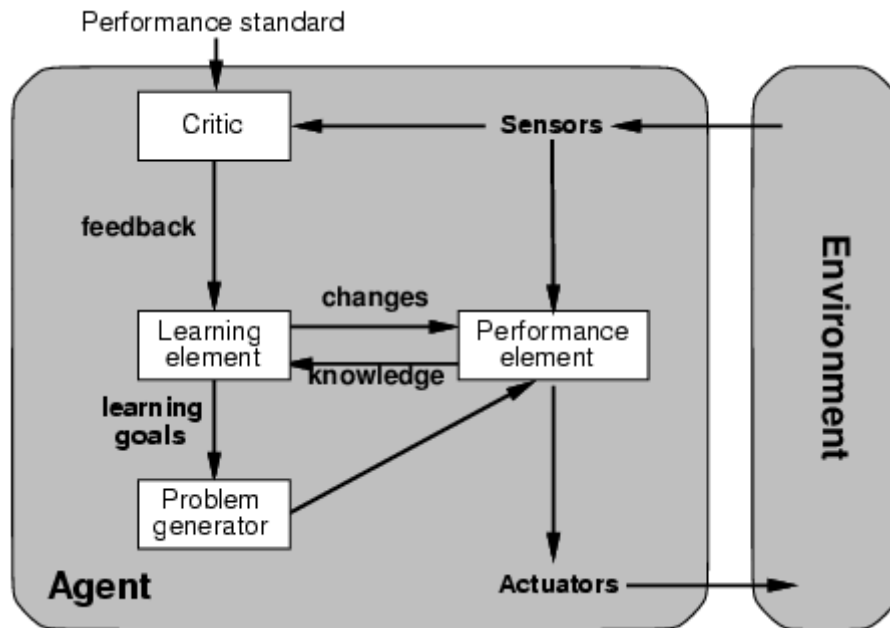 Performance standard
Critic
Sensors
feedback
changes
Learning
element
Performance
element
knowledge
learning
goals
Problem
generator
Agent
Actuators
Environment